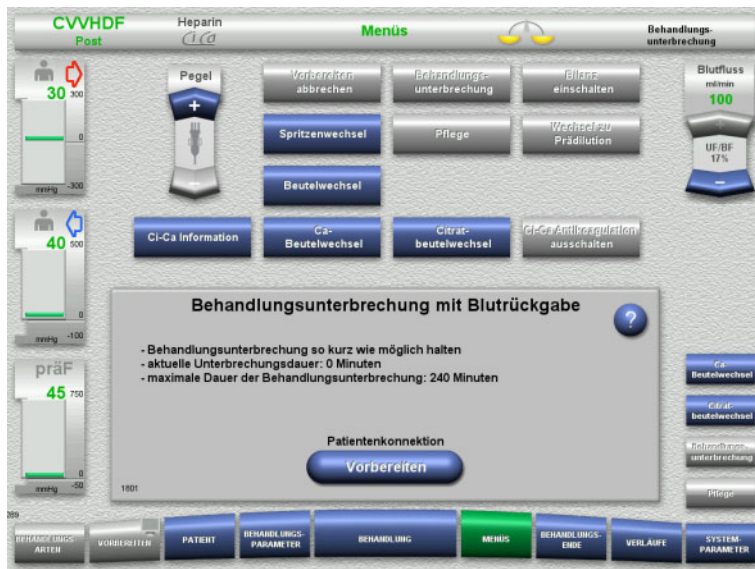 CVVHDF
Post
Heparin
CiCa
Menüs
Behandlungs-
unterbrechung
30
300
0
mmHg
-300
Pegel
+
−
Vorbereiten
abbrechen
Behandlungs-
unterbrechung
Bilanz
einschalten
Spritzenwechsel
Pflege
Wechsel zu
Prädilution
Beutelwechsel
Ci-Ca Information
Ca-
Beutelwechsel
Citrat-
beutelwechsel
Ci-Ca Antikoagulation
ausschalten
Blutfluss
ml/min
100
+
UF/BF
17%
−
40
500
0
mmHg
-100
präF
45
750
0
mmHg
-50
Behandlungsunterbrechung mit Blutrückgabe
?
- Behandlungsunterbrechung so kurz wie möglich halten
- aktuelle Unterbrechungsdauer: 0 Minuten
- maximale Dauer der Behandlungsunterbrechung: 240 Minuten
Patientenkonnektion
Vorbereiten
1801
Ca-
Beutelwechsel
Citrat-
beutelwechsel
Behandlungs-
unterbrechung
Pflege
BEHANDLUNGS-
ARTEN
VORBEREITEN
PATIENT
BEHANDLUNGS-
PARAMETER
BEHANDLUNG
MENÜS
BEHANDLUNGS-
ENDE
VERLÄUFE
SYSTEM-
PARAMETER